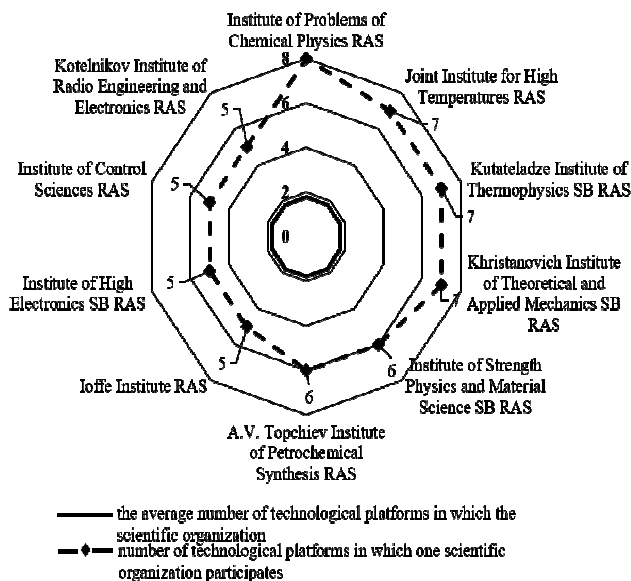 Institute of Problems of
Chemical Physics RAS
8
Kotelnikov Institute of
Radio Engineering and
Electronics RAS
Joint Institute for High
Temperatures RAS
5
6
7
4
Institute of Control
Sciences RAS
5
Kutateladze Institute of
Thermophysics SB RAS
2
7
0
Khristanovich Institute
of Theoretical and
Applied Mechanics SB
RAS
Institute of High
Electronics SB RAS
5
7
Ioffe Institute RAS
5
6
Institute of Strength
Physics and Material
Science SB RAS
6
A.V. Topchiev Institute
of Petrochemical
Synthesis RAS
the average number of technological platforms in which the
scientific organization
number of technological platforms in which one scientific
organization participates